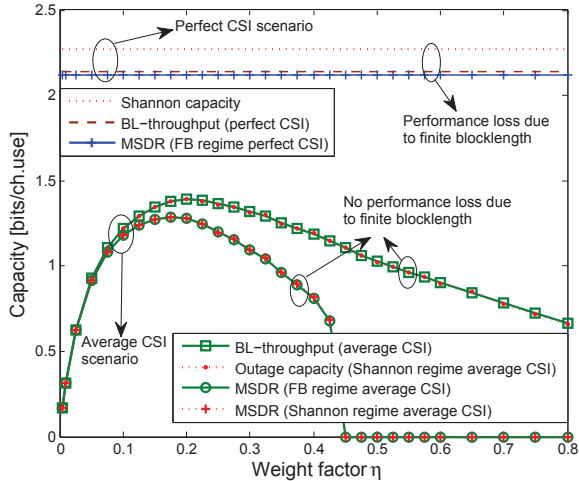 Perfect CSI scenario
Shannon capacity
BL-throughput (perfect CSI)
MSDR (FB regime perfect CSI)
Performance loss due
to finite blocklength
No performance loss due
to finite blocklength
Average CSI
scenario
BL-throughput (average CSI)
Outage capacity (Shannon regime average CSI)
MSDR (FB regime average CSI)
MSDR (Shannon regime average CSI)
Capacity [bits/ch.use]
2.5
2
1.5
1
0.5
0
0 0.1 0.2 0.3 0.4 0.5 0.6 0.7 0.8
Weight factor η